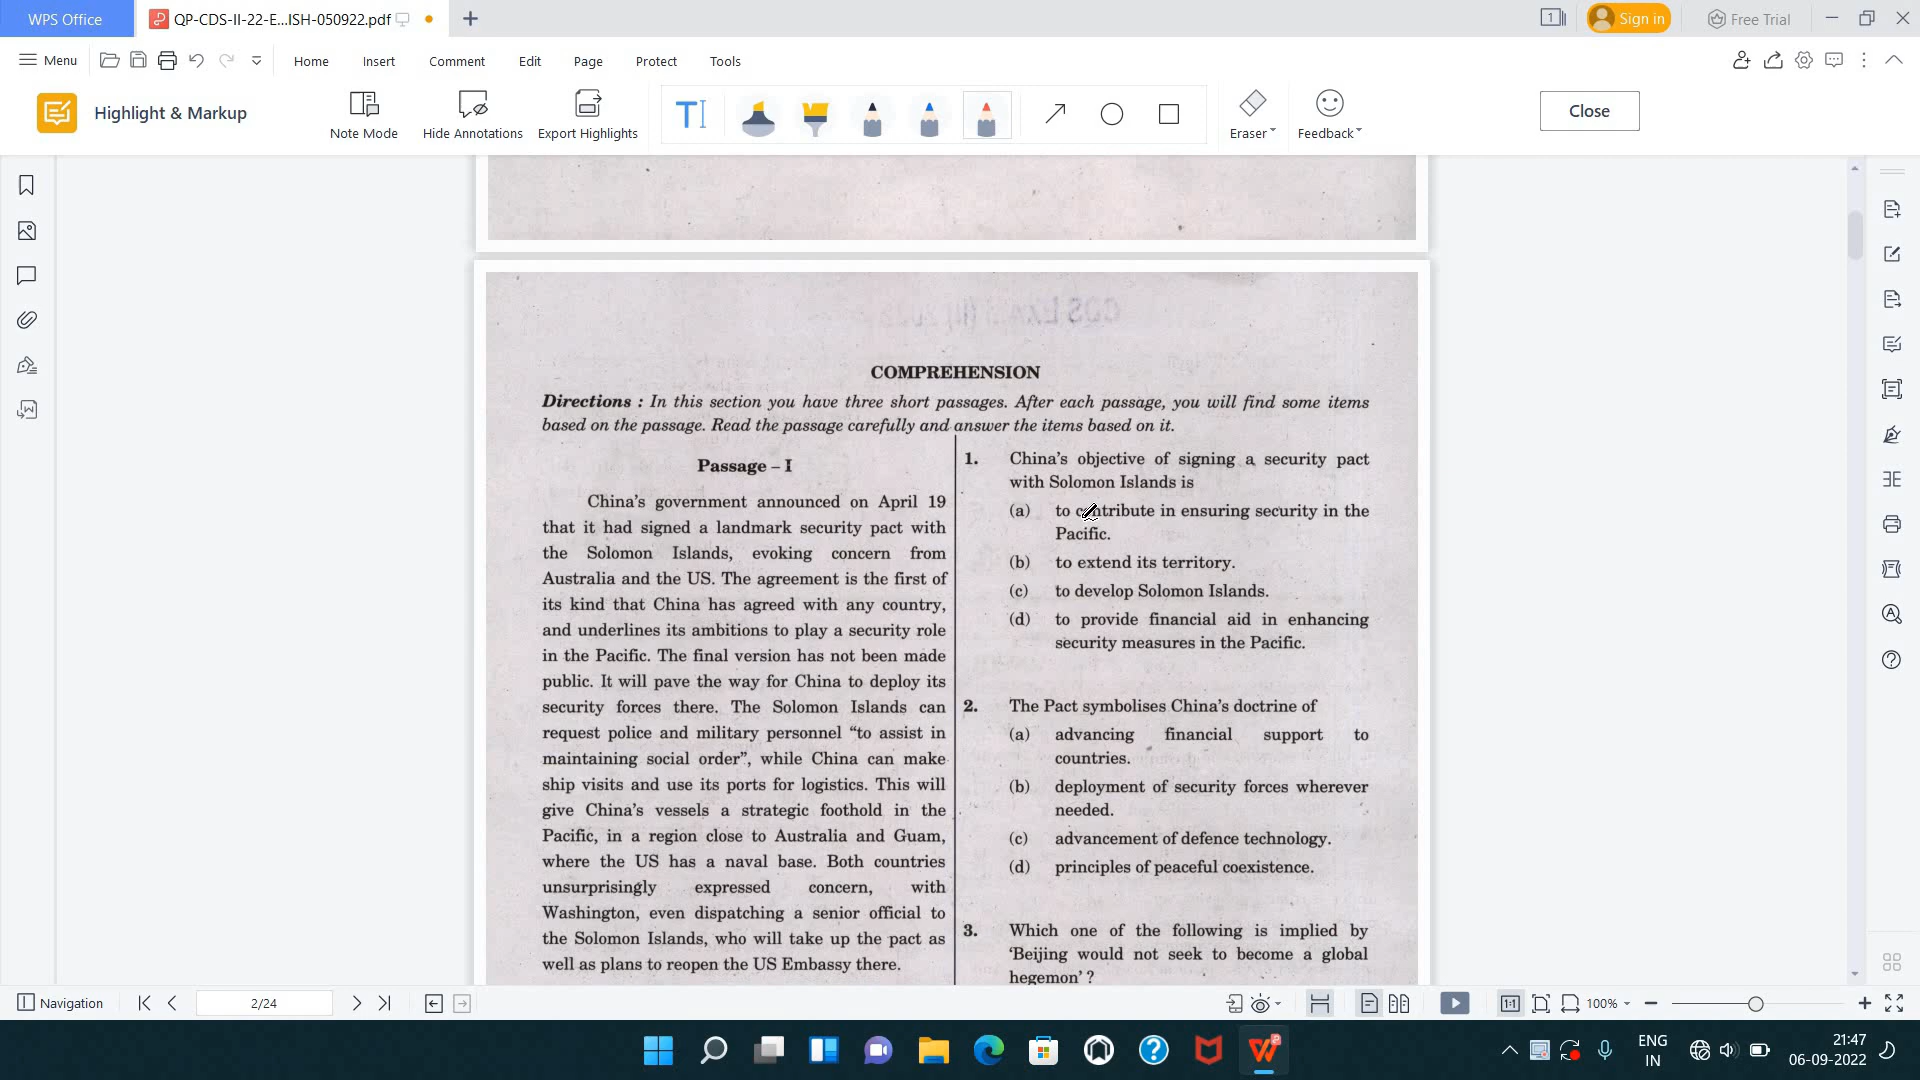 WPS Office
QP-CDS-II-22-E...ISH-050922.pdf
1
Sign in
Free Trial
Menu
Home
Insert
Comment
Edit
Page
Protect
Tools
Highlight & Markup
Note Mode
Hide Annotations
Export Highlights
Eraser
Feedback
Close
COMPREHENSION
Directions : In this section you have three short passages. After each passage, you will find some items
based on the passage. Read the passage carefully and answer the items based on it.
Passage – I
China's government announced on April 19
that it had signed a landmark security pact with
the Solomon Islands, evoking concern from
Australia and the US. The agreement is the first of
its kind that China has agreed with any country,
and underlines its ambitions to play a security role
in the Pacific. The final version has not been made
public. It will pave the way for China to deploy its
security forces there. The Solomon Islands can
request police and military personnel "to assist in
maintaining social order", while China can make
ship visits and use its ports for logistics. This will
give China's vessels a strategic foothold in the
Pacific, in a region close to Australia and Guam,
where the US has a naval base. Both countries
unsurprisingly expressed concern, with
Washington, even dispatching a senior official to
the Solomon Islands, who will take up the pact as
well as plans to reopen the US Embassy there.
1. China's objective of signing a security pact
with Solomon Islands is
(a) to contribute in ensuring security in the
Pacific.
(b) to extend its territory.
(c) to develop Solomon Islands.
(d) to provide financial aid in enhancing
security measures in the Pacific.
2. The Pact symbolises China's doctrine of
(a) advancing financial support to
countries.
(b) deployment of security forces wherever
needed.
(c) advancement of defence technology.
(d) principles of peaceful coexistence.
3. Which one of the following is implied by
'Beijing would not seek to become a global
hegemon' ?
Navigation
2/24
1:1
100%
ENG
IN
21:47
06-09-2022